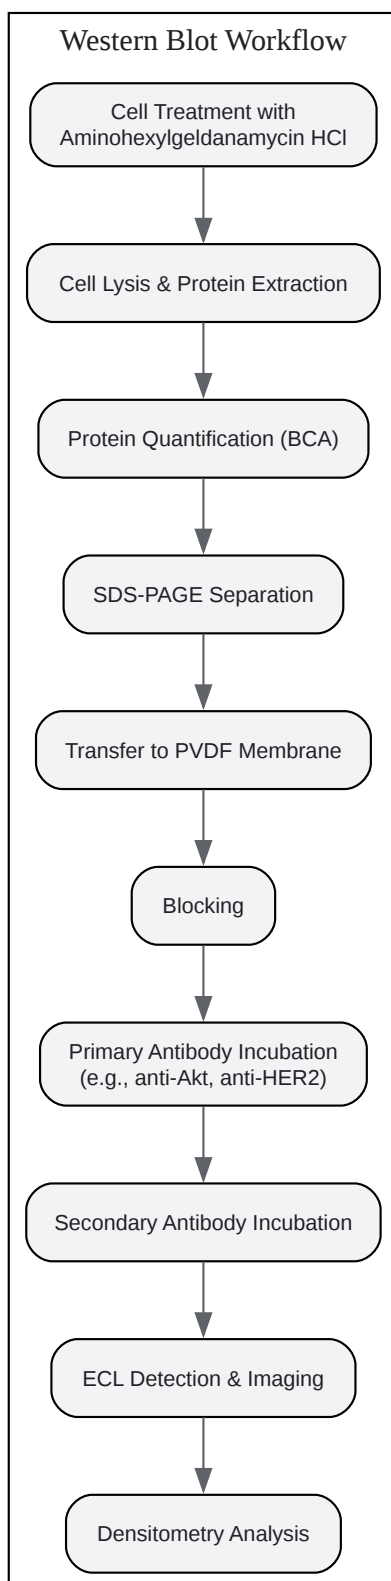 Western Blot Workflow
Cell Treatment with
Aminohexylgeldanamycin HCl
Cell Lysis & Protein Extraction
Protein Quantification (BCA)
SDS-PAGE Separation
Transfer to PVDF Membrane
Blocking
Primary Antibody Incubation
(e.g., anti-Akt, anti-HER2)
Secondary Antibody Incubation
ECL Detection & Imaging
Densitometry Analysis